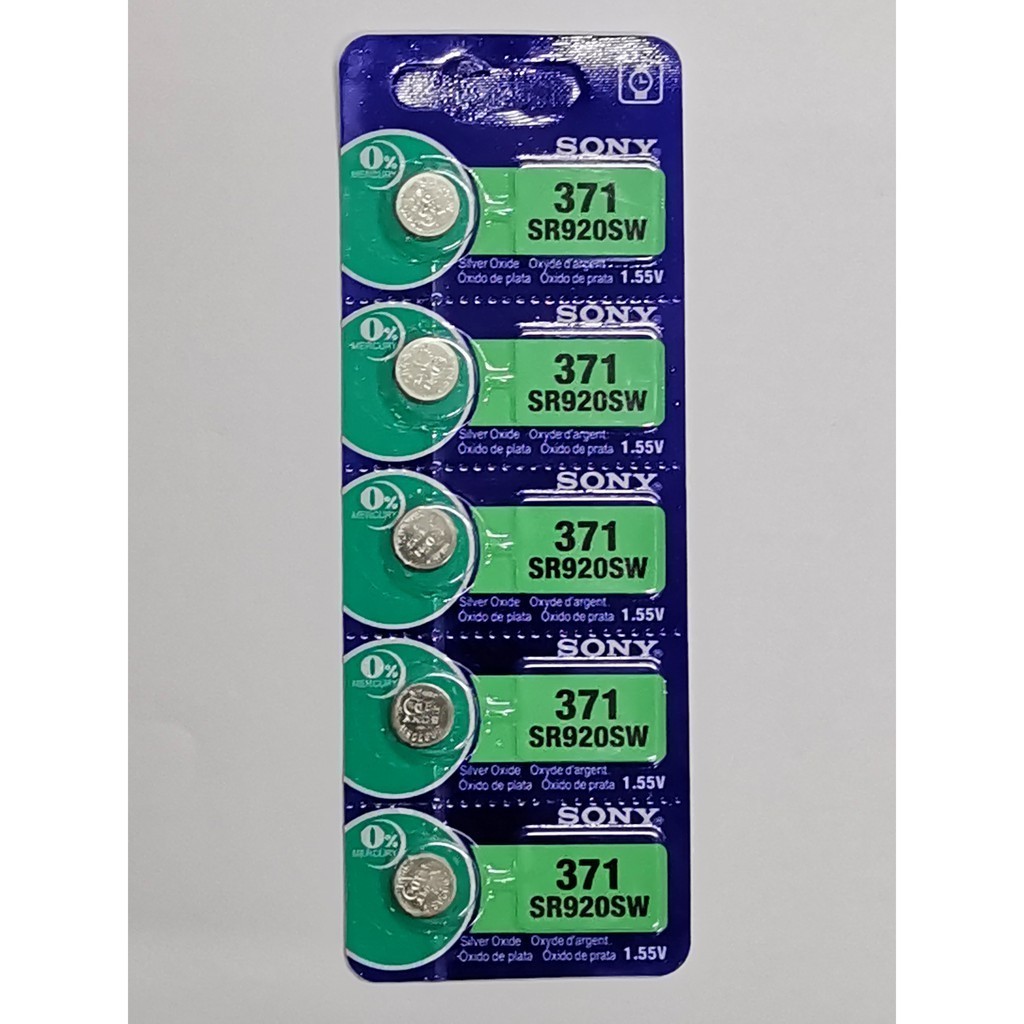 SONY
0%
MERCURY
371
SR920SW
Silver Oxide Oxyde d'argent
Óxido de plata Óxido de prata 1.55V
SONY
0%
MERCURY
371
SR920SW
Silver Oxide Oxyde d'argent
Óxido de plata Óxido de prata 1.55V
SONY
0%
MERCURY
371
SR920SW
Silver Oxide Oxyde d'argent
Óxido de plata Óxido de prata 1.55V
SONY
0%
MERCURY
371
SR920SW
Silver Oxide Oxyde d'argent
Óxido de plata Óxido de prata 1.55V
SONY
0%
MERCURY
371
SR920SW
Silver Oxide Oxyde d'argent
Óxido de plata Óxido de prata 1.55V